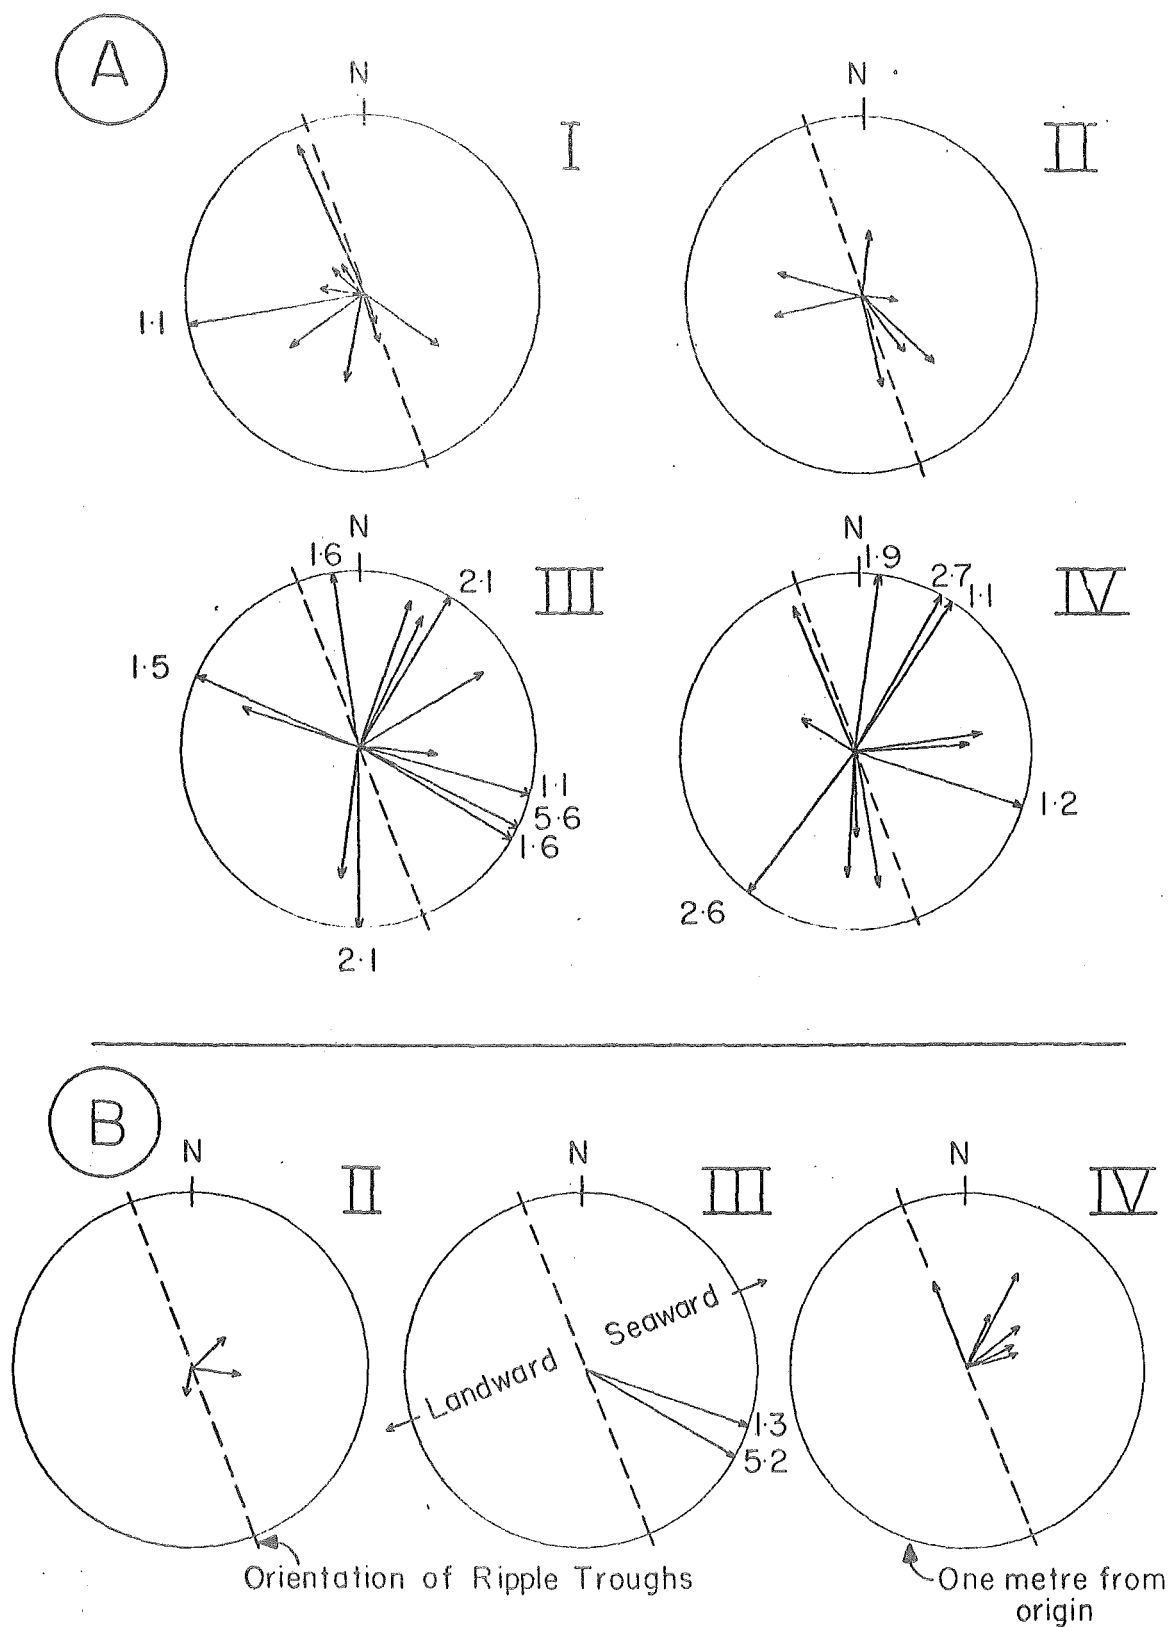 A
N
I
1·1
N
II
N
III
1·6
2·1
1·5
1·1
5·6
1·6
2·1
N
IV
1·9
2·7
1·1
1·2
2·6
B
N
II
N
III
Seaward
Landward
1·3
5·2
N
IV
Orientation of Ripple Troughs
One metre from
origin